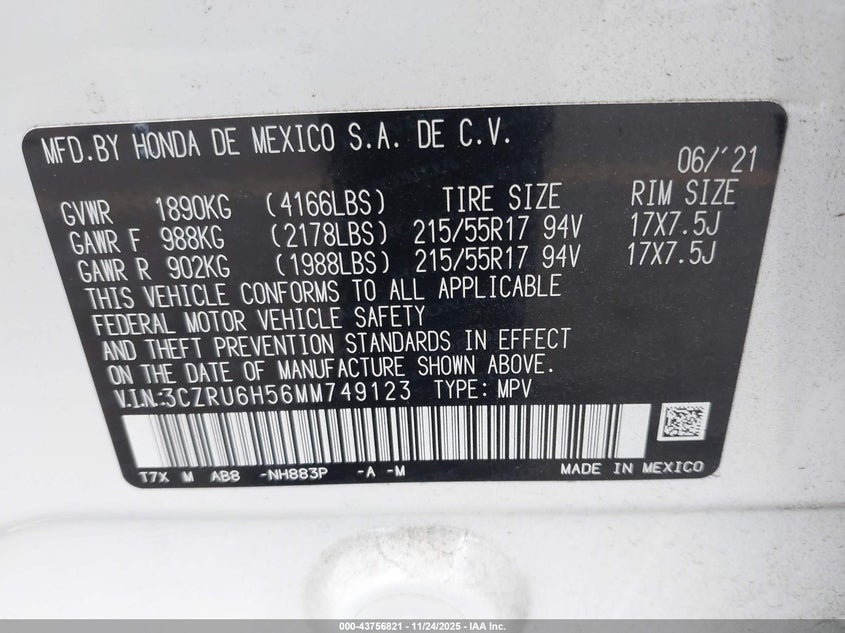 MFD.BY HONDA DE MEXICO S.A. DE C.V.
06/'21
GVWR 1890KG (4166LBS) TIRE SIZE RIM SIZE
GAWR F 988KG (2178LBS) 215/55R17 94V 17X7.5J
GAWR R 902KG (1988LBS) 215/55R17 94V 17X7.5J
THIS VEHICLE CONFORMS TO ALL APPLICABLE
FEDERAL MOTOR VEHICLE SAFETY
AND THEFT PREVENTION STANDARDS IN EFFECT
ON THE DATE OF MANUFACTURE SHOWN ABOVE.
V.I.N:3CZRU6H56MM749123 TYPE: MPV
T7X M AB8 -NH883P -A -M MADE IN MEXICO
000-43756821 - 11/24/2025 - IAA Inc.